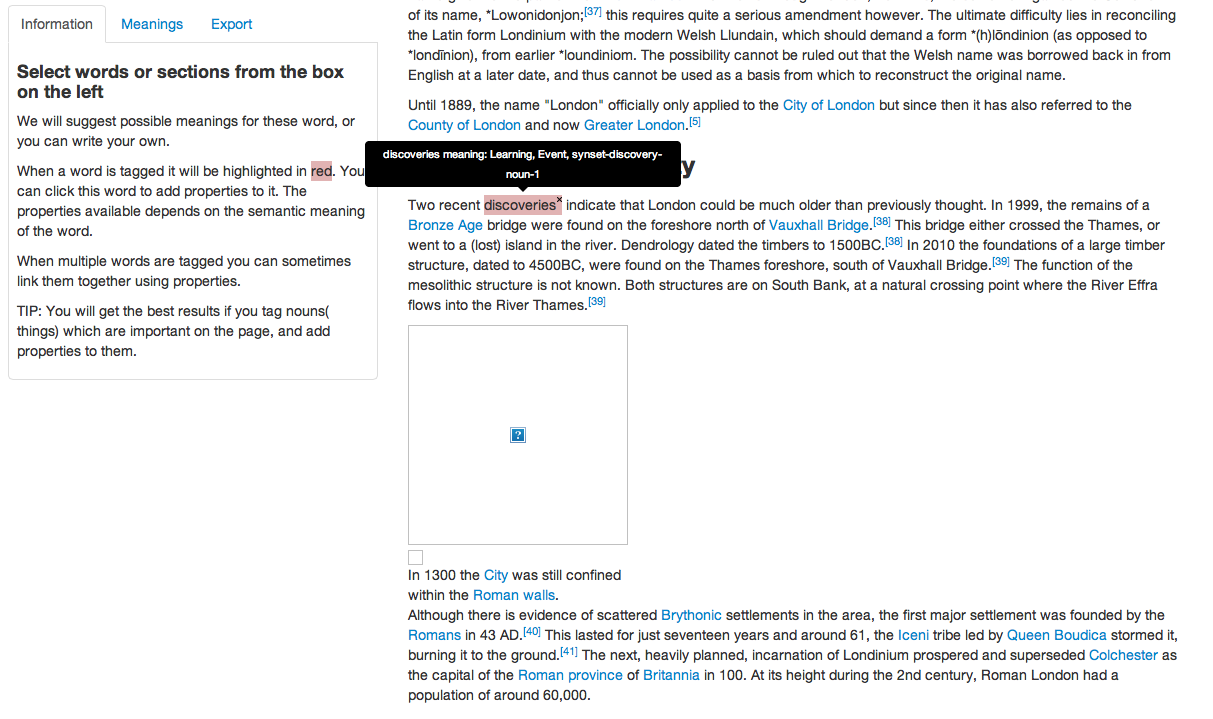 Information
Meanings
Export
Select words or sections from the box
on the left
We will suggest possible meanings for these word, or
you can write your own.
When a word is tagged it will be highlighted in red. You
can click this word to add properties to it. The
properties available depends on the semantic meaning
of the word.
When multiple words are tagged you can sometimes
link them together using properties.
TIP: You will get the best results if you tag nouns(
things) which are important on the page, and add
properties to them.
of its name, *Lowonidonjon;[37] this requires quite a serious amendment however. The ultimate difficulty lies in reconciling
the Latin form Londinium with the modern Welsh Llundain, which should demand a form *(h)lōndinion (as opposed to
*londīnion), from earlier *loundiniom. The possibility cannot be ruled out that the Welsh name was borrowed back in from
English at a later date, and thus cannot be used as a basis from which to reconstruct the original name.
Until 1889, the name "London" officially only applied to the City of London but since then it has also referred to the
County of London and now Greater London.[5]
discoveries meaning: Learning, Event, synset-discovery-
noun-1
y
Two recent discoveries× indicate that London could be much older than previously thought. In 1999, the remains of a
Bronze Age bridge were found on the foreshore north of Vauxhall Bridge.[38] This bridge either crossed the Thames, or
went to a (lost) island in the river. Dendrology dated the timbers to 1500BC.[38] In 2010 the foundations of a large timber
structure, dated to 4500BC, were found on the Thames foreshore, south of Vauxhall Bridge.[39] The function of the
mesolithic structure is not known. Both structures are on South Bank, at a natural crossing point where the River Effra
flows into the River Thames.[39]
?
In 1300 the City was still confined
within the Roman walls.
Although there is evidence of scattered Brythonic settlements in the area, the first major settlement was founded by the
Romans in 43 AD.[40] This lasted for just seventeen years and around 61, the Iceni tribe led by Queen Boudica stormed it,
burning it to the ground.[41] The next, heavily planned, incarnation of Londinium prospered and superseded Colchester as
the capital of the Roman province of Britannia in 100. At its height during the 2nd century, Roman London had a
population of around 60,000.